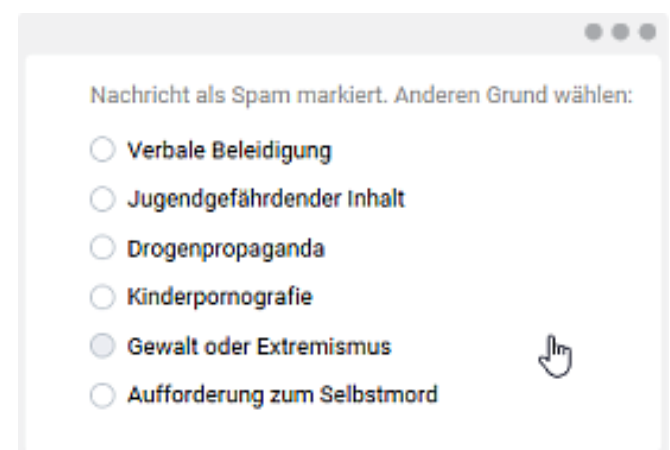 Nachricht als Spam markiert. Anderen Grund wählen:
Verbale Beleidigung
Jugendgefährdender Inhalt
Drogenpropaganda
Kinderpornografie
Gewalt oder Extremismus
Aufforderung zum Selbstmord